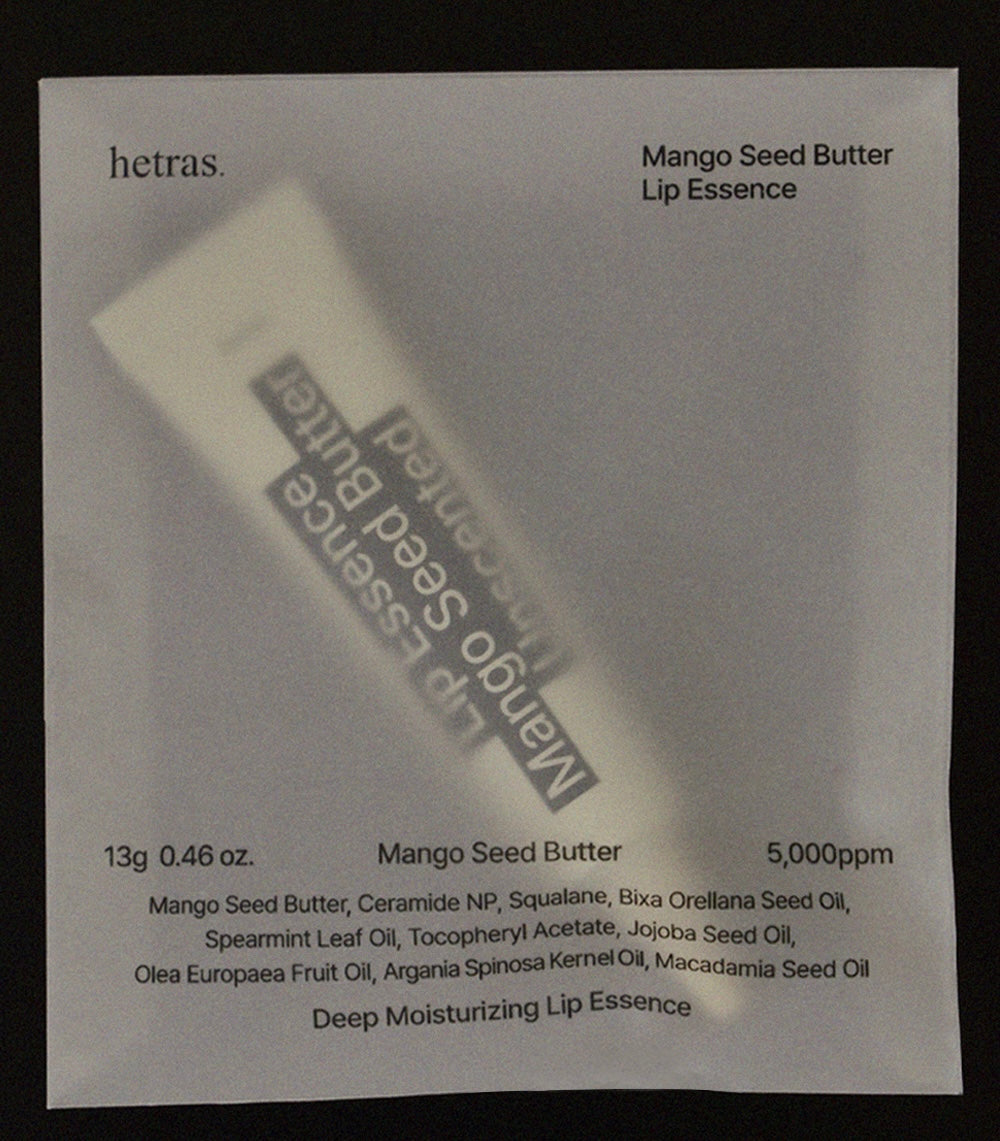 hetras.
Mango Seed Butter
Lip Essence
Unscented
Mango Seed Butter
Lip Essence
13g 0.46 oz.
Mango Seed Butter
5,000ppm
Mango Seed Butter, Ceramide NP, Squalane, Bixa Orellana Seed Oil,
Spearmint Leaf Oil, Tocopheryl Acetate, Jojoba Seed Oil,
Olea Europaea Fruit Oil, Argania Spinosa Kernel Oil, Macadamia Seed Oil
Deep Moisturizing Lip Essence